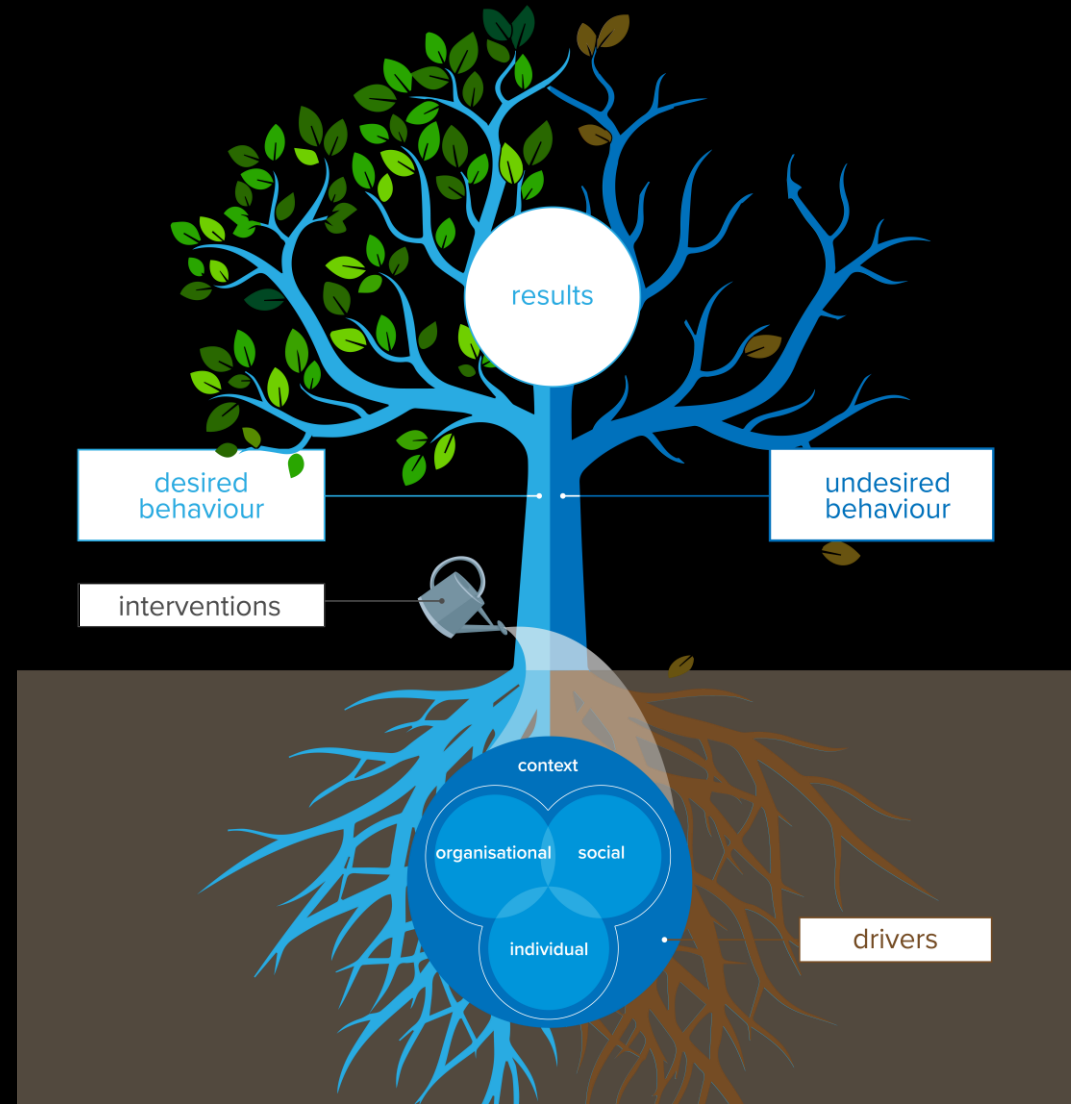 results
desired
behaviour
undesired
behaviour
interventions
context
organisational
social
individual
drivers